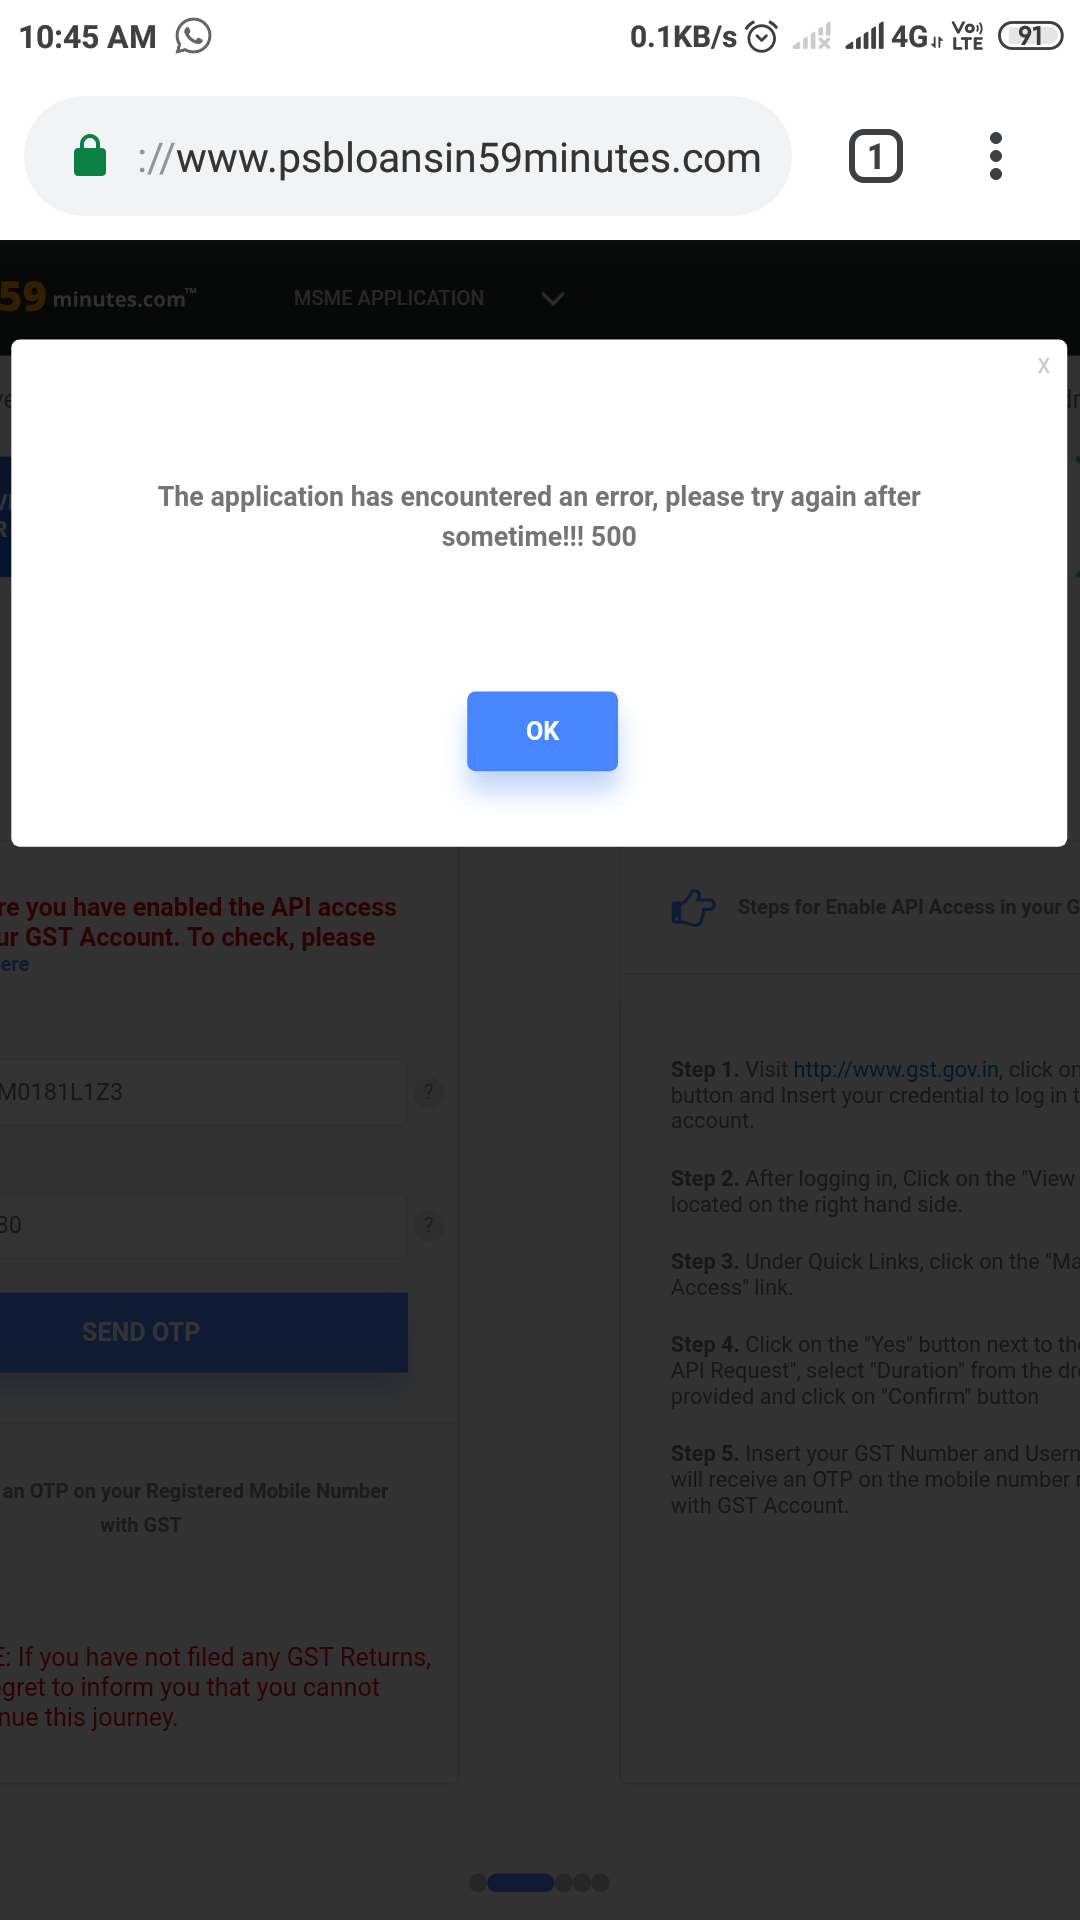 10:45 AM
0.1KB/s 4G VoLTE 91
://www.psbloansin59minutes.com
1
59 minutes.com™
MSME APPLICATION
X
The application has encountered an error, please try again after
sometime!!! 500
OK
re you have enabled the API access
ur GST Account. To check, please
ere
M0181L1Z3
?
80
?
SEND OTP
an OTP on your Registered Mobile Number
with GST
E: If you have not filed any GST Returns,
egret to inform you that you cannot
nue this journey.
Steps for Enable API Access in your G
Step 1. Visit http://www.gst.gov.in, click on
button and Insert your credential to log in t
account.
Step 2. After logging in, Click on the "View
located on the right hand side.
Step 3. Under Quick Links, click on the "Ma
Access" link.
Step 4. Click on the "Yes" button next to the
API Request", select "Duration" from the dr
provided and click on "Confirm" button
Step 5. Insert your GST Number and Usern
will receive an OTP on the mobile number r
with GST Account.